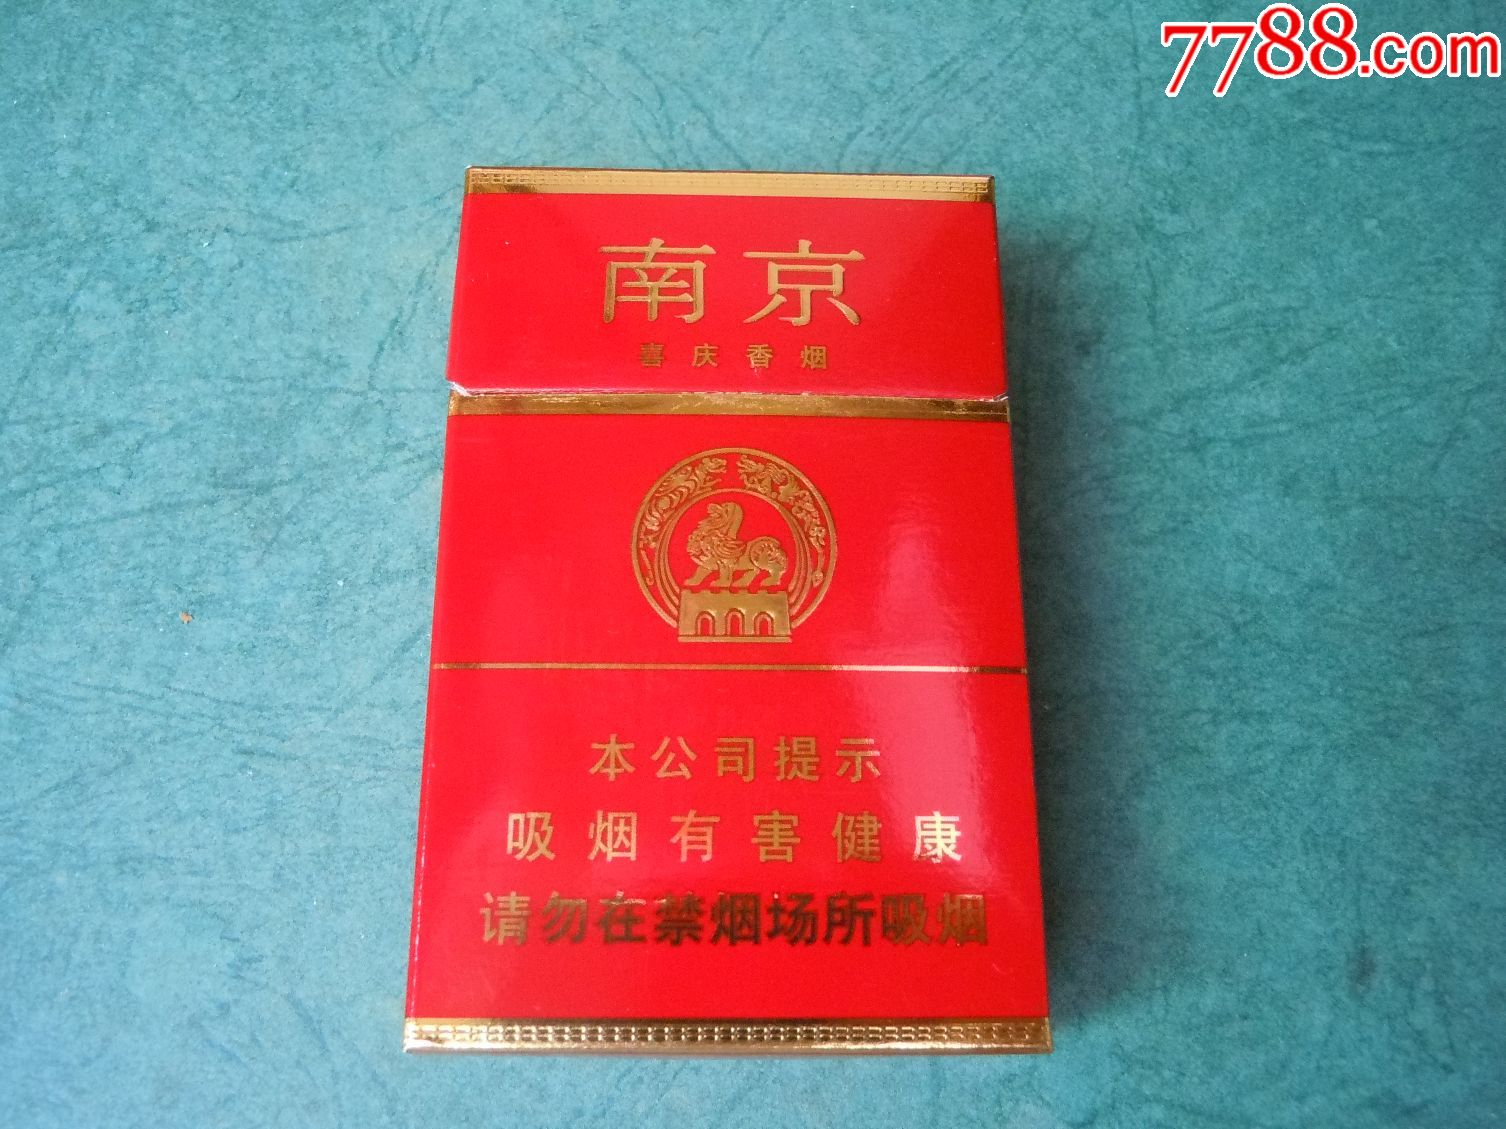 7788.com
南京
喜庆香烟
本公司提示
吸烟有害健康
请勿在禁烟场所吸烟